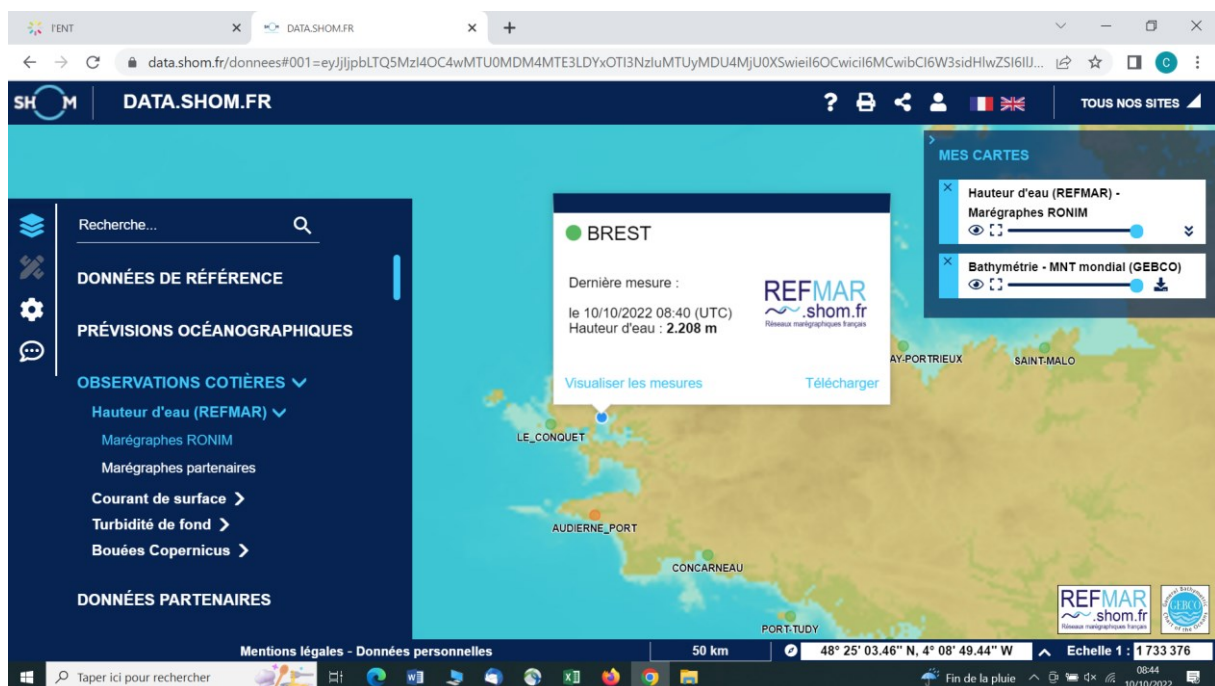 l'ENT
DATA.SHOM.FR
data.shom.fr/donnees#001=eyJjIjpbLTQ5MzI4OC4wMTU0MDM4MTE3LDYxOTI3NzIuMTUyMDU4MjU0XSwieiI6OCwiciI6MCwibCI6W3sidHlwZSI6IlJ...
C
SHOM
DATA.SHOM.FR
TOUS NOS SITES
MES CARTES
Hauteur d'eau (REFMAR) -
Marégraphes RONIM
Bathymétrie - MNT mondial (GEBCO)
Recherche...
DONNÉES DE RÉFÉRENCE
PRÉVISIONS OCÉANOGRAPHIQUES
OBSERVATIONS COTIÈRES
Hauteur d'eau (REFMAR)
Marégraphes RONIM
Marégraphes partenaires
Courant de surface
Turbidité de fond
Bouées Copernicus
DONNÉES PARTENAIRES
BREST
Dernière mesure :
le 10/10/2022 08:40 (UTC)
Hauteur d'eau : 2.208 m
REFMAR
.shom.fr
Réseaux marégraphiques français
Visualiser les mesures
Télécharger
AY-PORTRIEUX
SAINT-MALO
LE_CONQUET
AUDIERNE_PORT
CONCARNEAU
PORT-TUDY
REFMAR
.shom.fr
Réseaux marégraphiques français
GEBCO
Mentions légales - Données personnelles
50 km
48° 25' 03.46" N, 4° 08' 49.44" W
Echelle 1 : 1 733 376
Taper ici pour rechercher
Fin de la pluie
08:44
10/10/2022